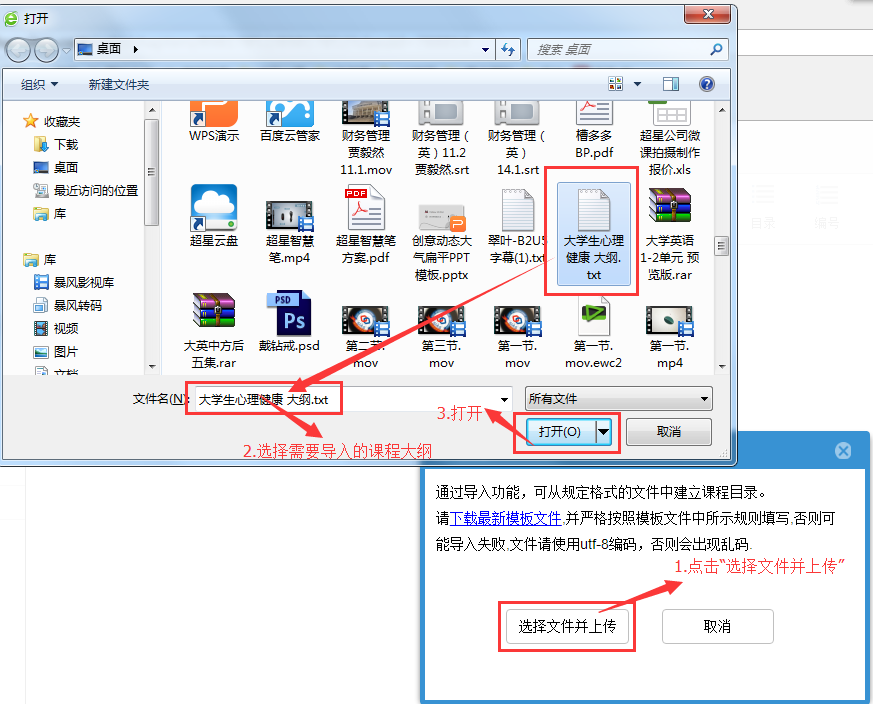 打开
桌面
搜索 桌面
组织
新建文件夹
收藏夹
下载
桌面
最近访问的位置
库
库
暴风影视库
暴风转码
视频
图片
文档
WPS演示
百度云管家
财务管理
贾毅然
11.1.mov
财务管理（
英）11.2
贾毅然.srt
财务管理（
英）
14.1.srt
槽多多
BP.pdf
超星公司微
课拍摄制作
报价.xls
超星云盘
超星智慧
笔.mp4
PDF
超星智慧笔
方案.pdf
创意动态大
气扁平PPT
模板.pptx
翠叶-B2U5
字幕(1).txt
大学生心理
健康 大纲.
txt
大学英语
1-2单元 预
览版.rar
大英中方后
五集.rar
PSD
Ps
戴钻戒.psd
第二节.
mov
第三节.
mov
第一节.
mov
第一节.
mov.ewc2
第一节.
mp4
文件名(N):
大学生心理健康 大纲.txt
所有文件
3.打开
打开(O)
取消
2.选择需要导入的课程大纲
通过导入功能，可从规定格式的文件中建立课程目录。
请下载最新模板文件,并严格按照模板文件中所示规则填写,否则可
能导入失败,文件请使用utf-8编码，否则会出现乱码.
1.点击“选择文件并上传”
选择文件并上传
取消
目录
编号